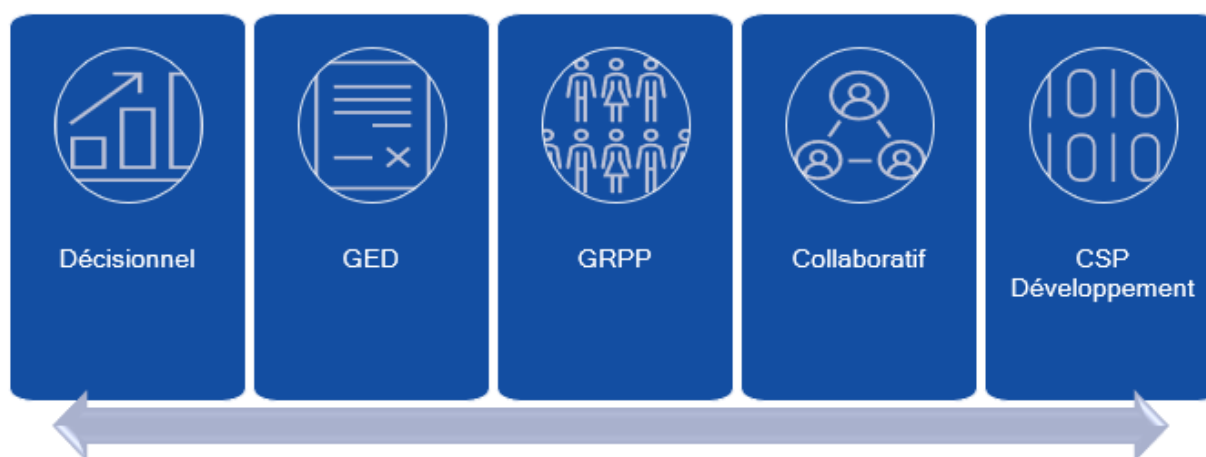 Décisionnel
GED
GRPP
Collaboratif
CSP
Développement